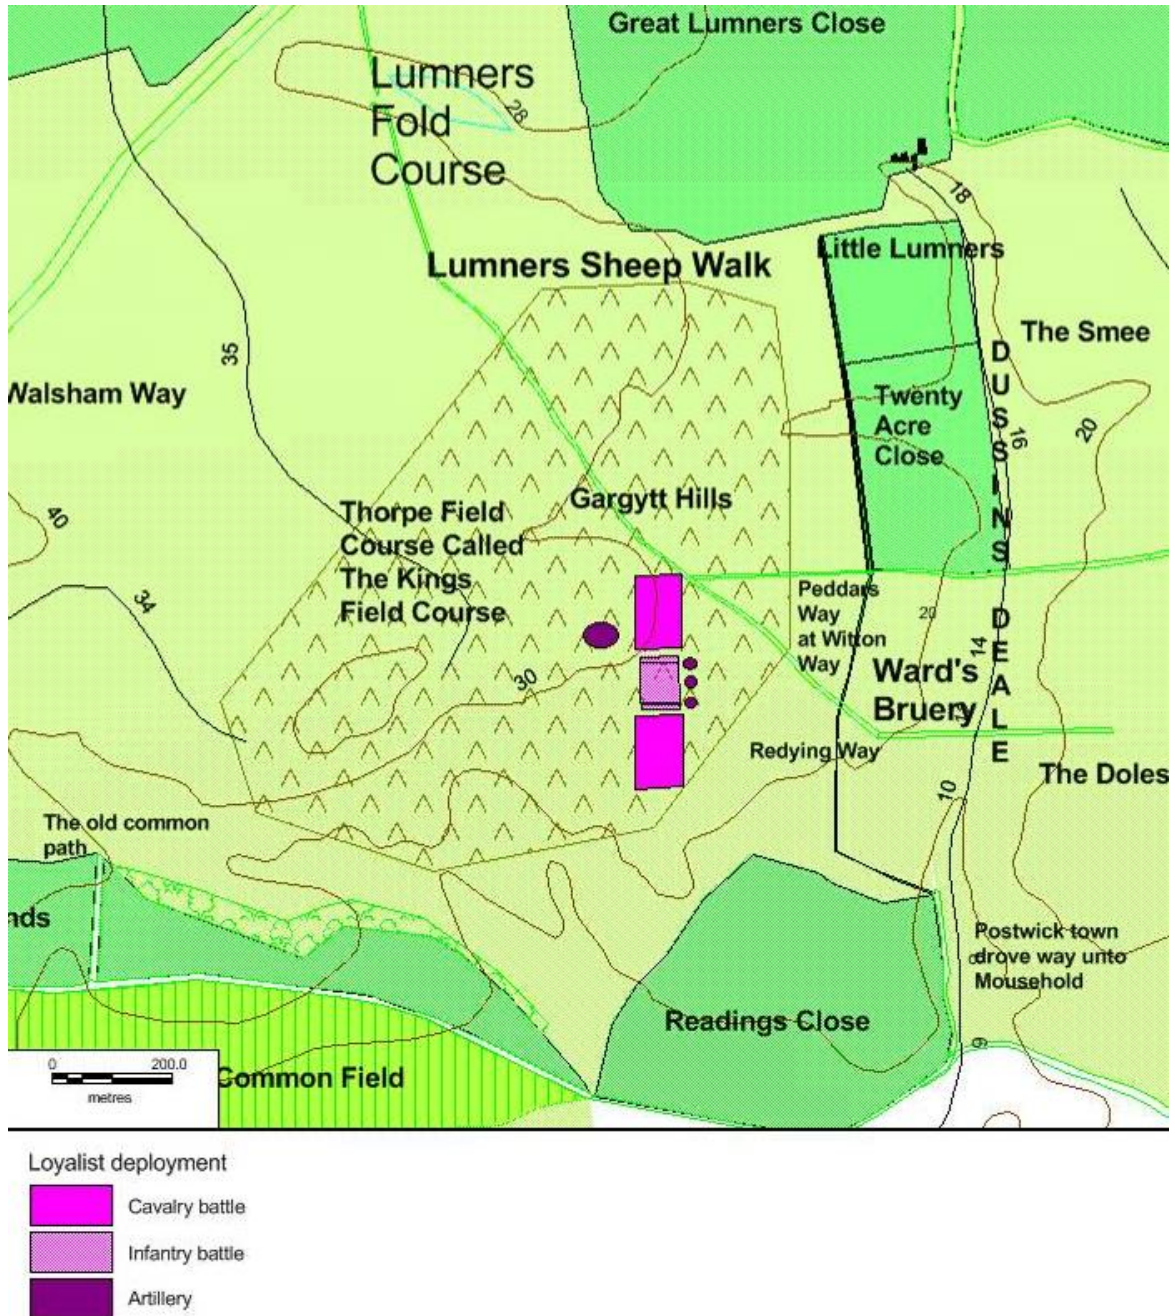 Great Lumners Close
Lumners
Fold
Course
28
18
Little Lumners
Lumners Sheep Walk
The Smee
35
DUSSINS DEALE
Walsham Way
Twenty
Acre
Close
16
20
40
Gargytt Hills
Thorpe Field
Course Called
The Kings
Field Course
34
Peddars
Way
at Witton
Way
20
14
30
Ward's
Bruery
Redying Way
10
The Doles
The old common
path
nds
Postwick town
drove way unto
Mousehold
8
Readings Close
6
0 200.0
metres
Common Field
Loyalist deployment
Cavalry battle
Infantry battle
Artillery